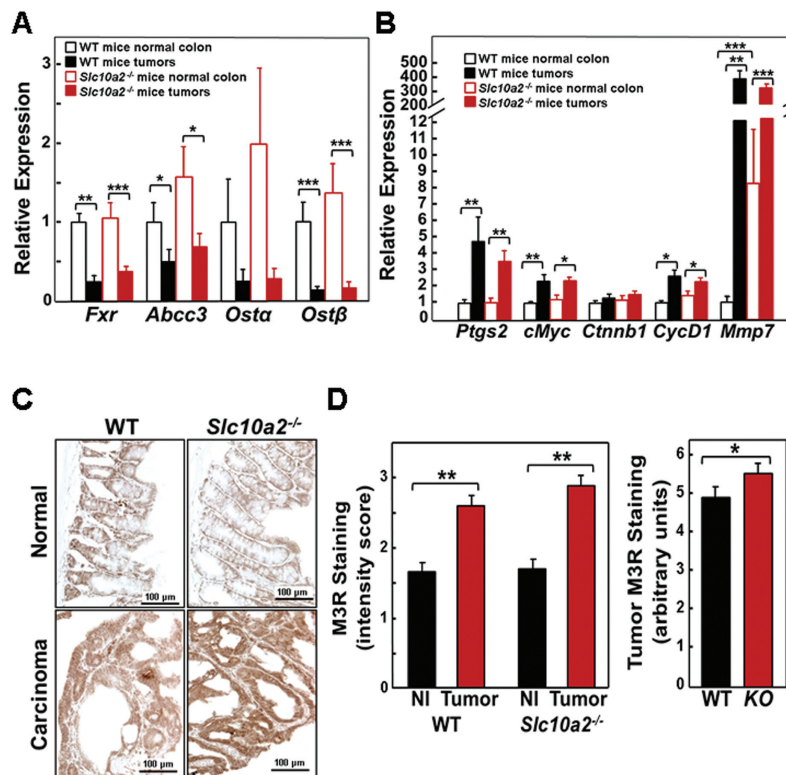 A
WT mice normal colon
WT mice tumors
Slc10a2-/- mice normal colon
Slc10a2-/- mice tumors
Relative Expression
3
2
1
0
** *** * * *** ***
Fxr Abcc3 Ostα Ostβ
B
WT mice normal colon
WT mice tumors
Slc10a2-/- mice normal colon
Slc10a2-/- mice tumors
Relative Expression
500
400
300
200
12
10
8
6
5
4
3
2
1
0
** ** ** * * * *** ** ***
Ptgs2 cMyc Ctnnb1 CycD1 Mmp7
C
WT Slc10a2-/-
Normal
100 µm 100 µm
Carcinoma
100 µm 100 µm
D
M3R Staining
(intensity score)
3
2
1
0
** **
NI Tumor NI Tumor
WT Slc10a2-/-
Tumor M3R Staining
(arbitrary units)
6
5
4
3
2
1
0
*
WT KO